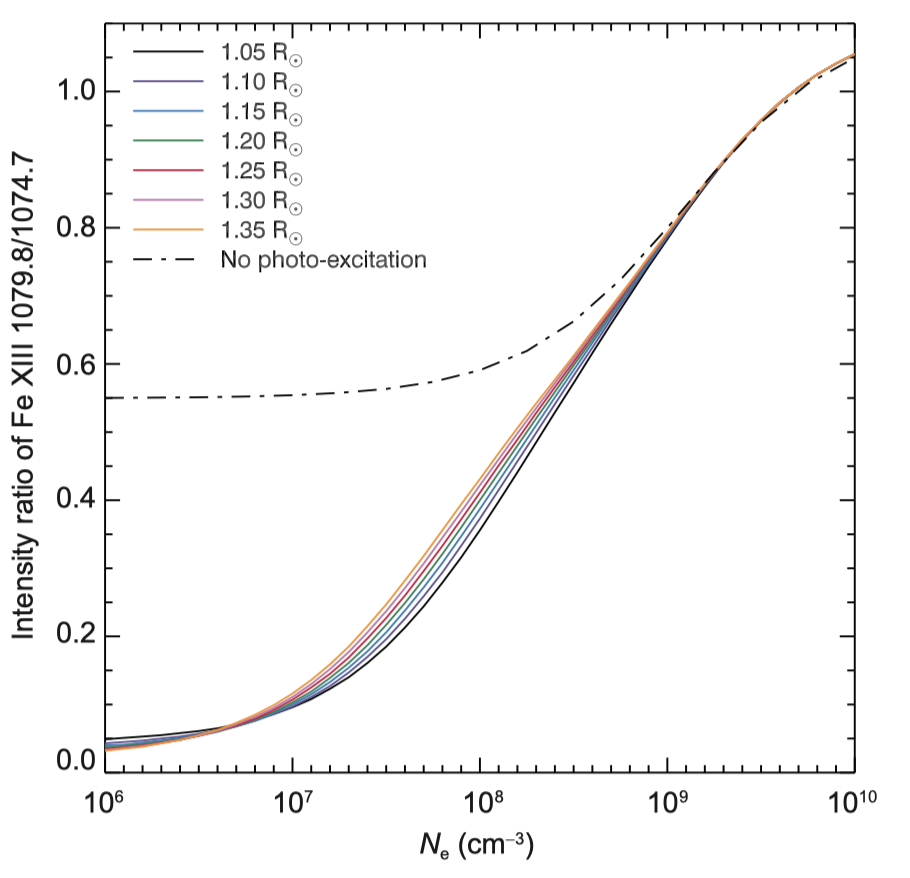 Intensity ratio of Fe XIII 1079.8/1074.7
1.05 R☉
1.10 R☉
1.15 R☉
1.20 R☉
1.25 R☉
1.30 R☉
1.35 R☉
No photo-excitation
1.0
0.8
0.6
0.4
0.2
0.0
10⁶ 10⁷ 10⁸ 10⁹ 10¹⁰
Nₑ (cm⁻³)